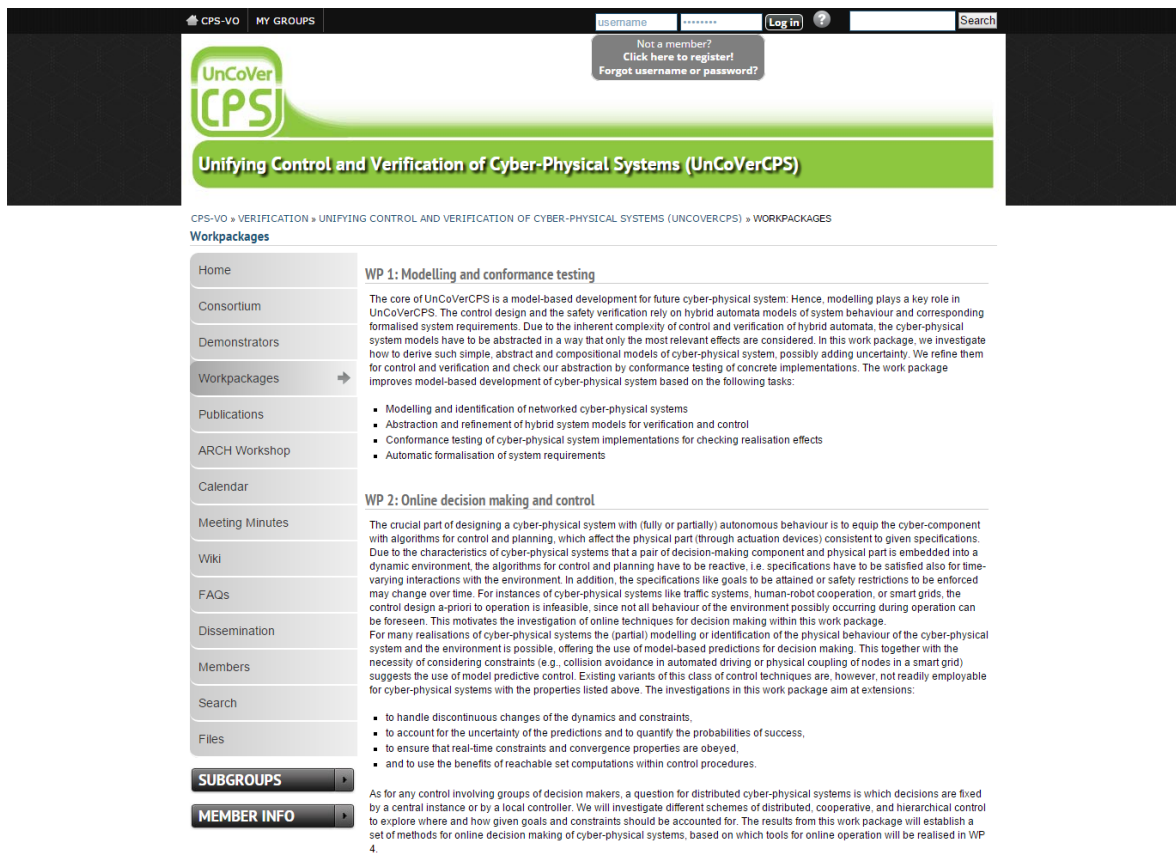 CPS-VO MY GROUPS username •••••••• Log in ? Search
Not a member?
Click here to register!
Forgot username or password?
UnCoVer
CPS
Unifying Control and Verification of Cyber-Physical Systems (UnCoVerCPS)
CPS-VO » VERIFICATION » UNIFYING CONTROL AND VERIFICATION OF CYBER-PHYSICAL SYSTEMS (UNCOVERCPS) » WORKPACKAGES
Workpackages
Home
Consortium
Demonstrators
Workpackages
Publications
ARCH Workshop
Calendar
Meeting Minutes
Wiki
FAQs
Dissemination
Members
Search
Files
SUBGROUPS
MEMBER INFO
WP 1: Modelling and conformance testing
The core of UnCoVerCPS is a model-based development for future cyber-physical system: Hence, modelling plays a key role in
UnCoVerCPS. The control design and the safety verification rely on hybrid automata models of system behaviour and corresponding
formalised system requirements. Due to the inherent complexity of control and verification of hybrid automata, the cyber-physical
system models have to be abstracted in a way that only the most relevant effects are considered. In this work package, we investigate
how to derive such simple, abstract and compositional models of cyber-physical system, possibly adding uncertainty. We refine them
for control and verification and check our abstraction by conformance testing of concrete implementations. The work package
improves model-based development of cyber-physical system based on the following tasks:
▪ Modelling and identification of networked cyber-physical systems
▪ Abstraction and refinement of hybrid system models for verification and control
▪ Conformance testing of cyber-physical system implementations for checking realisation effects
▪ Automatic formalisation of system requirements
WP 2: Online decision making and control
The crucial part of designing a cyber-physical system with (fully or partially) autonomous behaviour is to equip the cyber-component
with algorithms for control and planning, which affect the physical part (through actuation devices) consistent to given specifications.
Due to the characteristics of cyber-physical systems that a pair of decision-making component and physical part is embedded into a
dynamic environment, the algorithms for control and planning have to be reactive, i.e. specifications have to be satisfied also for time-
varying interactions with the environment. In addition, the specifications like goals to be attained or safety restrictions to be enforced
may change over time. For instances of cyber-physical systems like traffic systems, human-robot cooperation, or smart grids, the
control design a-priori to operation is infeasible, since not all behaviour of the environment possibly occurring during operation can
be foreseen. This motivates the investigation of online techniques for decision making within this work package.
For many realisations of cyber-physical systems the (partial) modelling or identification of the physical behaviour of the cyber-physical
system and the environment is possible, offering the use of model-based predictions for decision making. This together with the
necessity of considering constraints (e.g., collision avoidance in automated driving or physical coupling of nodes in a smart grid)
suggests the use of model predictive control. Existing variants of this class of control techniques are, however, not readily employable
for cyber-physical systems with the properties listed above. The investigations in this work package aim at extensions:
▪ to handle discontinuous changes of the dynamics and constraints,
▪ to account for the uncertainty of the predictions and to quantify the probabilities of success,
▪ to ensure that real-time constraints and convergence properties are obeyed,
▪ and to use the benefits of reachable set computations within control procedures.
As for any control involving groups of decision makers, a question for distributed cyber-physical systems is which decisions are fixed
by a central instance or by a local controller. We will investigate different schemes of distributed, cooperative, and hierarchical control
to explore where and how given goals and constraints should be accounted for. The results from this work package will establish a
set of methods for online decision making of cyber-physical systems, based on which tools for online operation will be realised in WP
4.